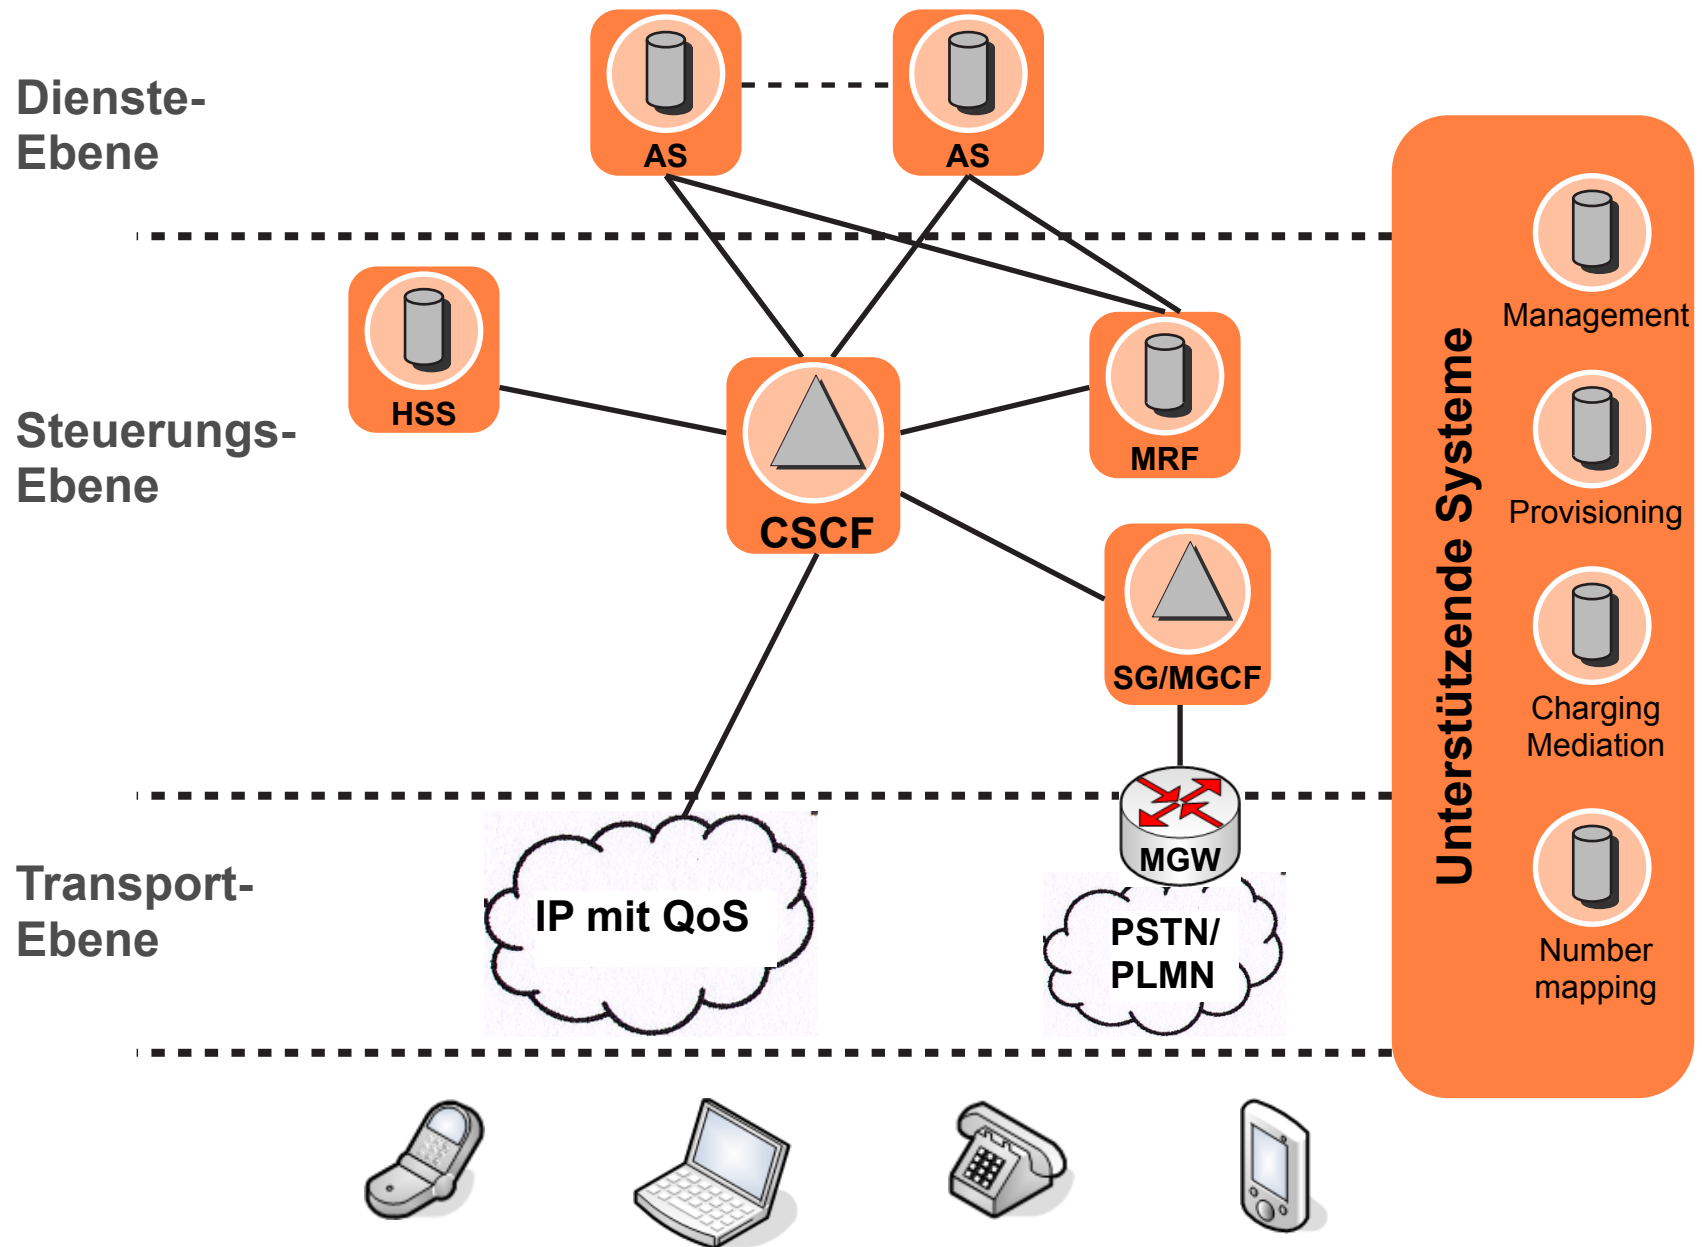 Dienste-
Ebene
AS
AS
Steuerungs-
Ebene
HSS
CSCF
MRF
SG/MGCF
Transport-
Ebene
IP mit QoS
MGW
PSTN/
PLMN
Unterstützende Systeme
Management
Provisioning
Charging
Mediation
Number
mapping